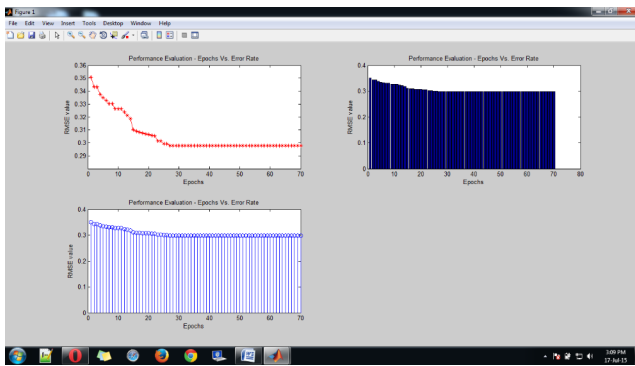 Figure 1
File Edit View Insert Tools Desktop Window Help
Performance Evaluation - Epochs Vs. Error Rate
0.36
0.35
0.34
0.33
0.32
0.31
0.3
0.29
RMSE value
0 10 20 30 40 50 60 70
Epochs
Performance Evaluation - Epochs Vs. Error Rate
0.4
0.3
0.2
0.1
0
RMSE value
0 10 20 30 40 50 60 70 80
Epochs
Performance Evaluation - Epochs Vs. Error Rate
0.4
0.3
0.2
0.1
0
RMSE value
0 10 20 30 40 50 60 70
Epochs
3:09 PM
17-Jul-15